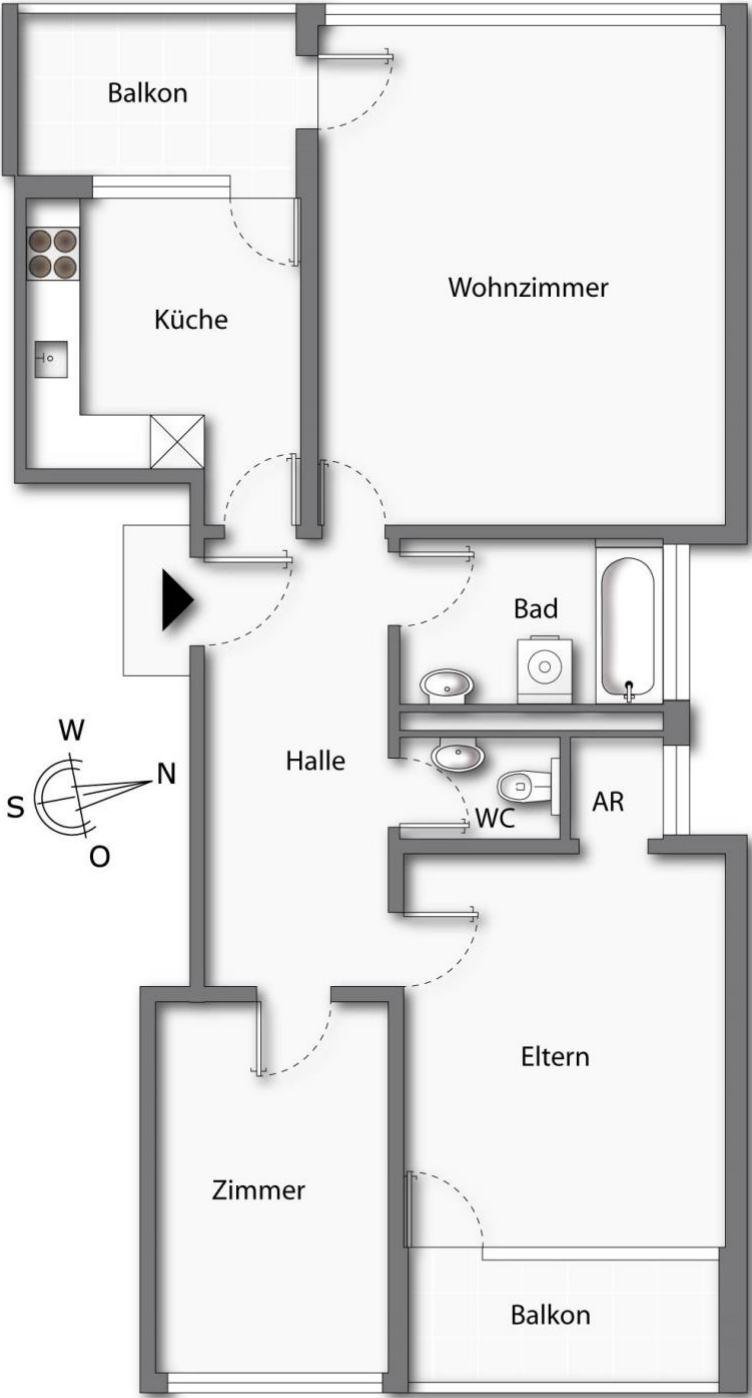 Balkon
Wohnzimmer
Küche
Bad
W
N
S
O
Halle
AR
WC
Eltern
Zimmer
Balkon